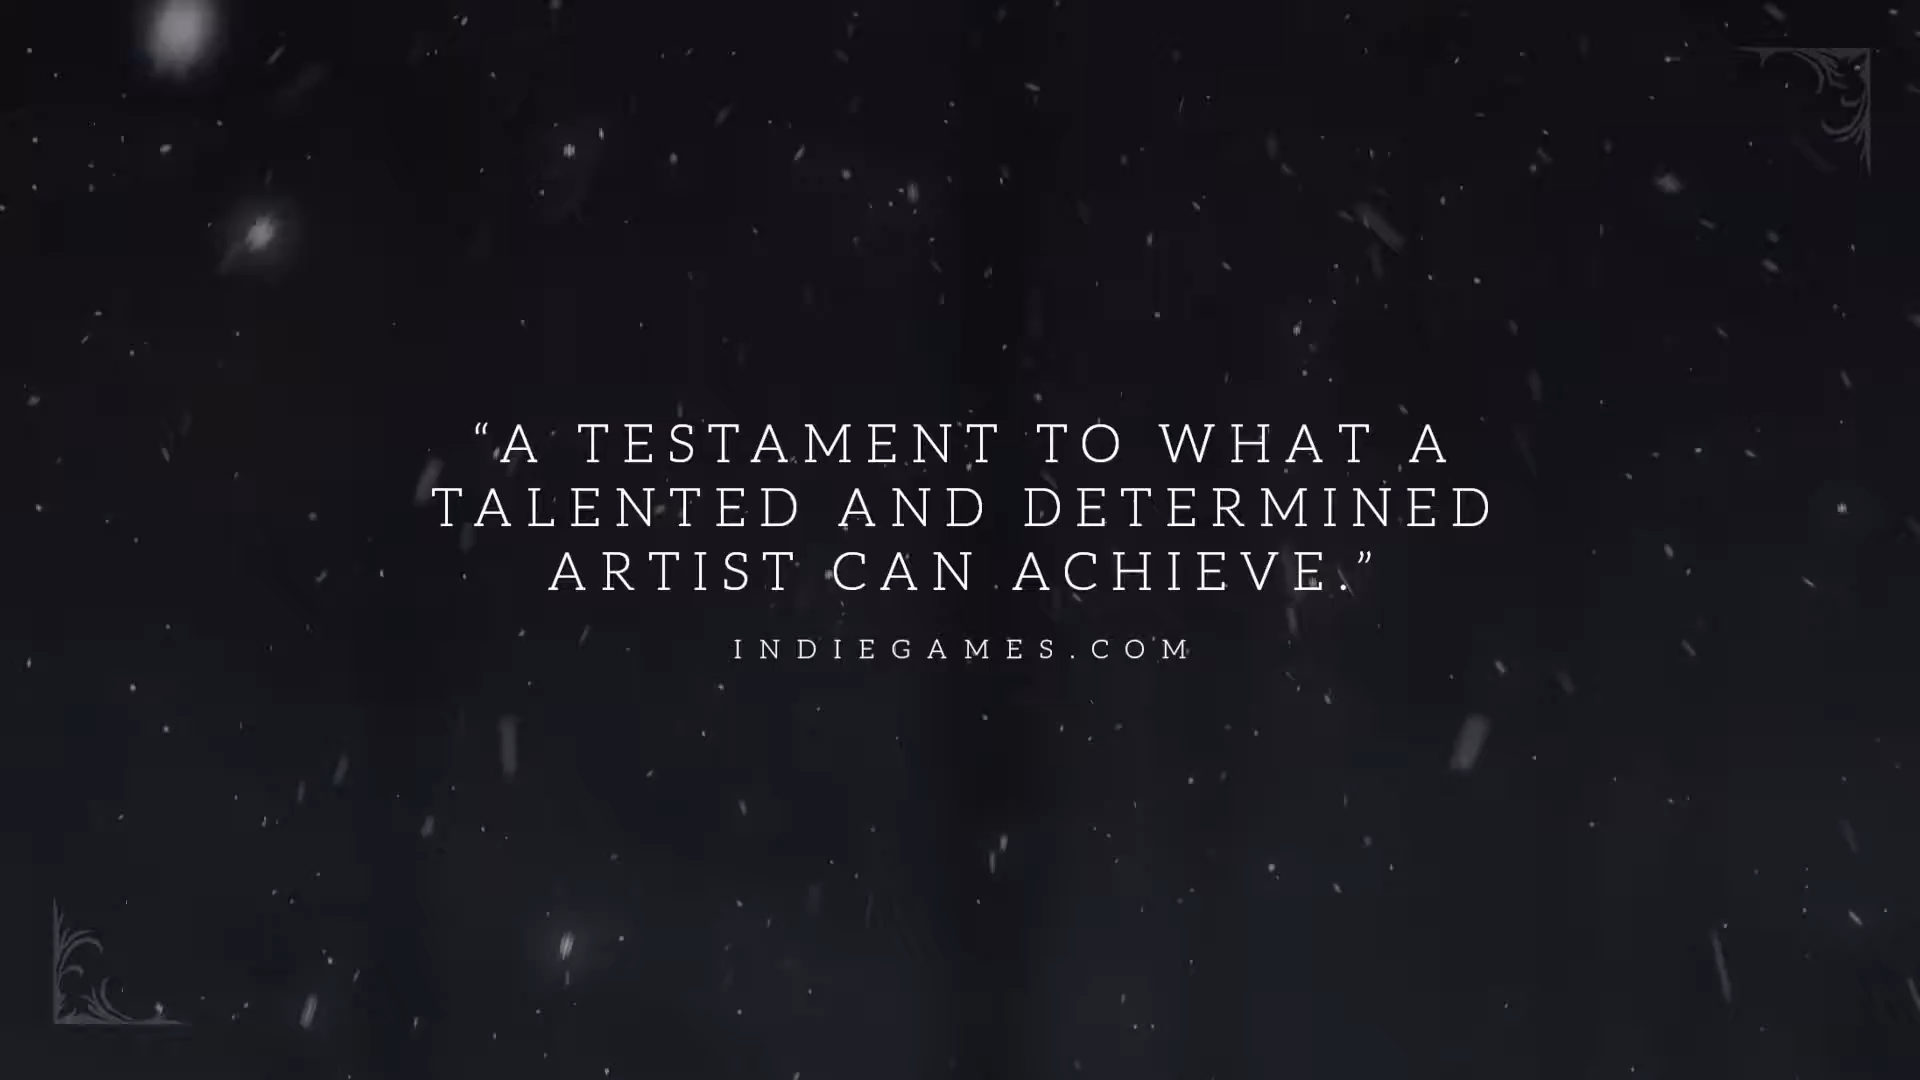 “A TESTAMENT TO WHAT A
TALENTED AND DETERMINED
ARTIST CAN ACHIEVE.”
INDIEGAMES.COM